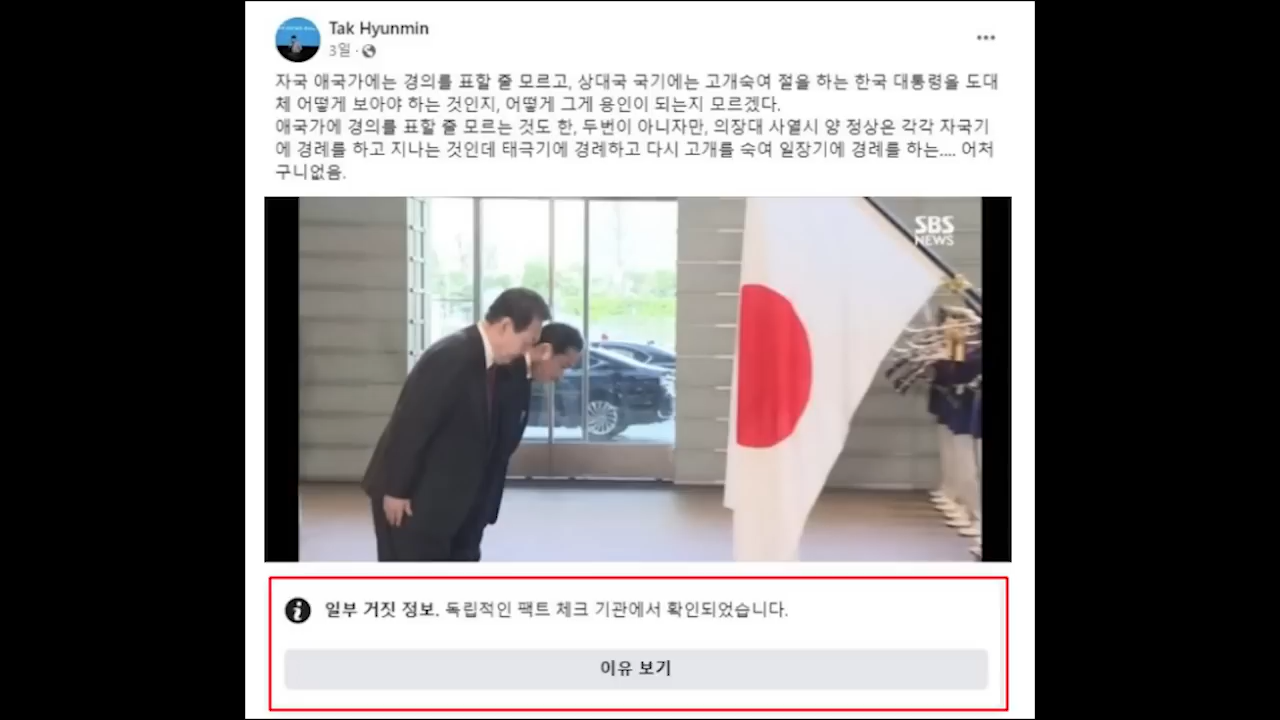 Tak Hyunmin
3일 ·
자국 애국가에는 경의를 표할 줄 모르고, 상대국 국기에는 고개숙여 절을 하는 한국 대통령을 도대
체 어떻게 보아야 하는 것인지, 어떻게 그게 용인이 되는지 모르겠다.
애국가에 경의를 표할 줄 모르는 것도 한, 두번이 아니자만, 의장대 사열시 양 정상은 각각 자국기
에 경례를 하고 지나는 것인데 태극기에 경례하고 다시 고개를 숙여 일장기에 경례를 하는.... 어처
구니없음.
SBS
NEWS
일부 거짓 정보. 독립적인 팩트 체크 기관에서 확인되었습니다.
이유 보기